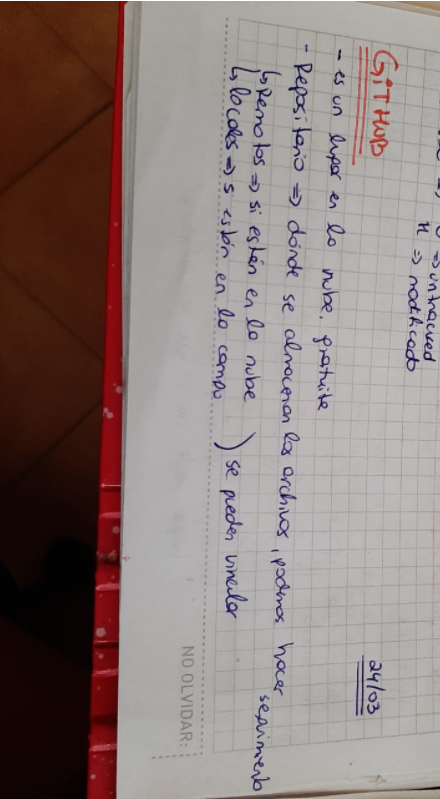 U => untracked
M => modificado
24/03
GITHUB
- es un lugar en la nube, gratuito
- Repositorio => dónde se almacenan los archivos, podemos hacer seguimiento
↳ Remotos => si están en la nube
↳ locales => si están en la compu ) se pueden vincular
NO OLVIDAR: